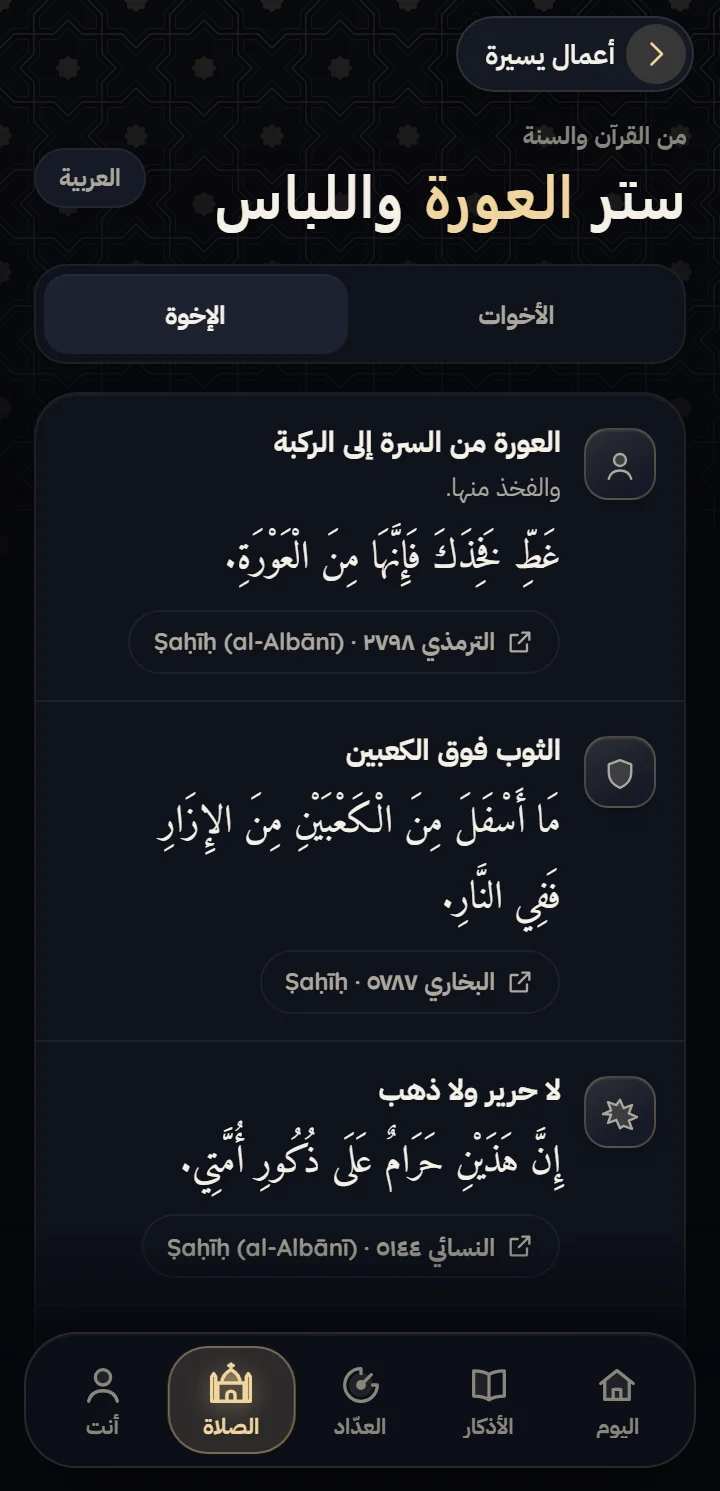 أعمال يسيرة
من القرآن والسنة
ستر العورة واللباس
العربية
الأخوات
الإخوة
العورة من السرة إلى الركبة
والفخذ منها.
غَطِّ فَخِذَكَ فَإِنَّهَا مِنَ الْعَوْرَةِ.
الترمذي ٢٧٩٨ · Ṣaḥīḥ (al-Albānī)
الثوب فوق الكعبين
مَا أَسْفَلَ مِنَ الْكَعْبَيْنِ مِنَ الإِزَارِ
فَفِي النَّارِ.
البخاري ٥٧٨٧ · Ṣaḥīḥ
لا حرير ولا ذهب
إِنَّ هَذَيْنِ حَرَامٌ عَلَى ذُكُورِ أُمَّتِي.
النسائي ٥١٤٤ · Ṣaḥīḥ (al-Albānī)
اليوم
الأذكار
العدّاد
الصلاة
أنت